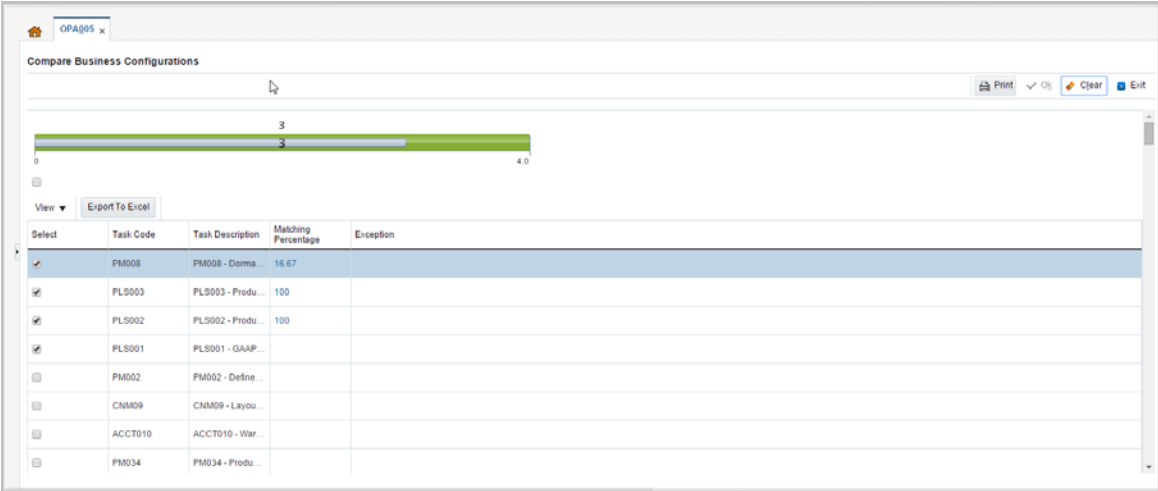 OPA005 x
Compare Business Configurations
Print Ok Clear Exit
3
3
0 4.0
View Export To Excel
Select Task Code Task Description Matching Percentage Exception
PM008 PM008 - Dorma... 16.67
PLS003 PLS003 - Produ... 100
PLS002 PLS002 - Produ... 100
PLS001 PLS001 - GAAP...
PM002 PM002 - Define...
CNM09 CNM09 - Layou...
ACCT010 ACCT010 - War...
PM034 PM034 - Produ...